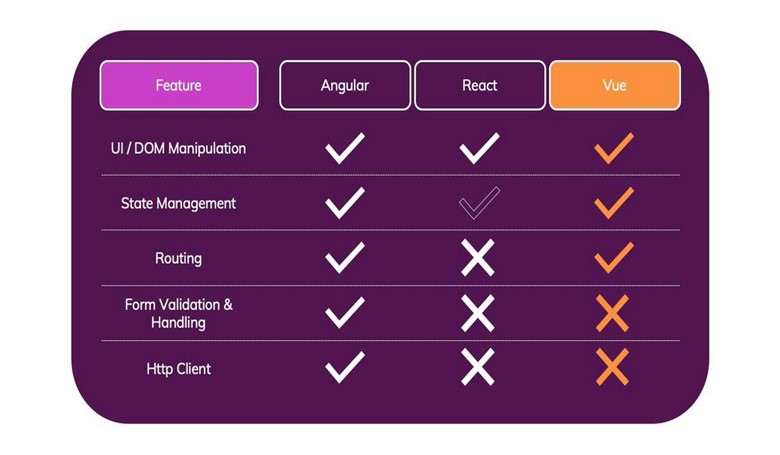 Feature Angular React Vue
UI / DOM Manipulation
State Management
Routing
Form Validation &
Handling
Http Client